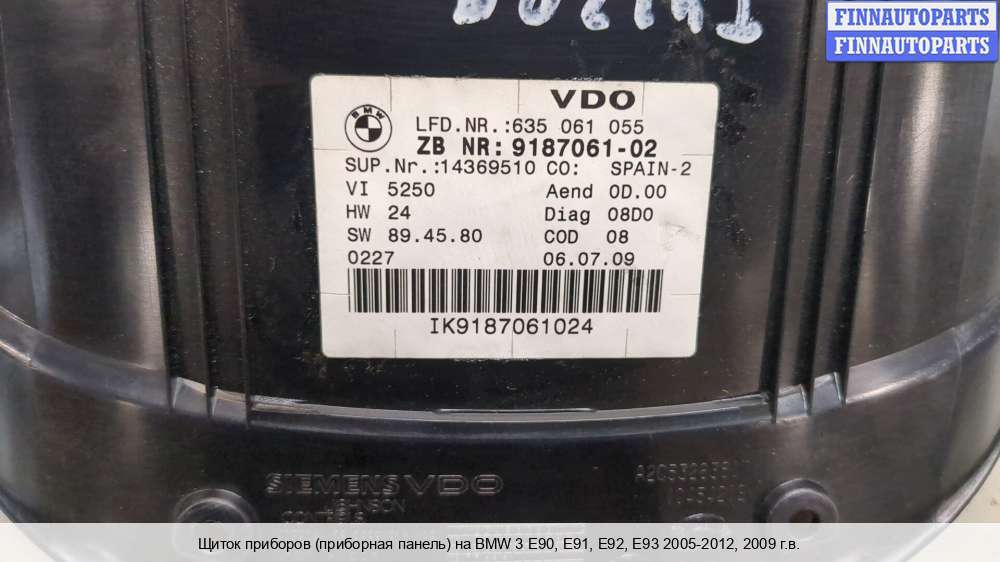 FINNAUTOPARTS
FINNAUTOPARTS
BMW
VDO
LFD.NR.:635 061 055
ZB NR: 9187061-02
SUP.Nr.:14369510 CO: SPAIN-2
VI 5250 Aend 0D.00
HW 24 Diag 08D0
SW 89.45.80 COD 08
0227 06.07.09
IK9187061024
SIEMENS VDO
Щиток приборов (приборная панель) на BMW 3 E90, E91, E92, E93 2005-2012, 2009 г.в.